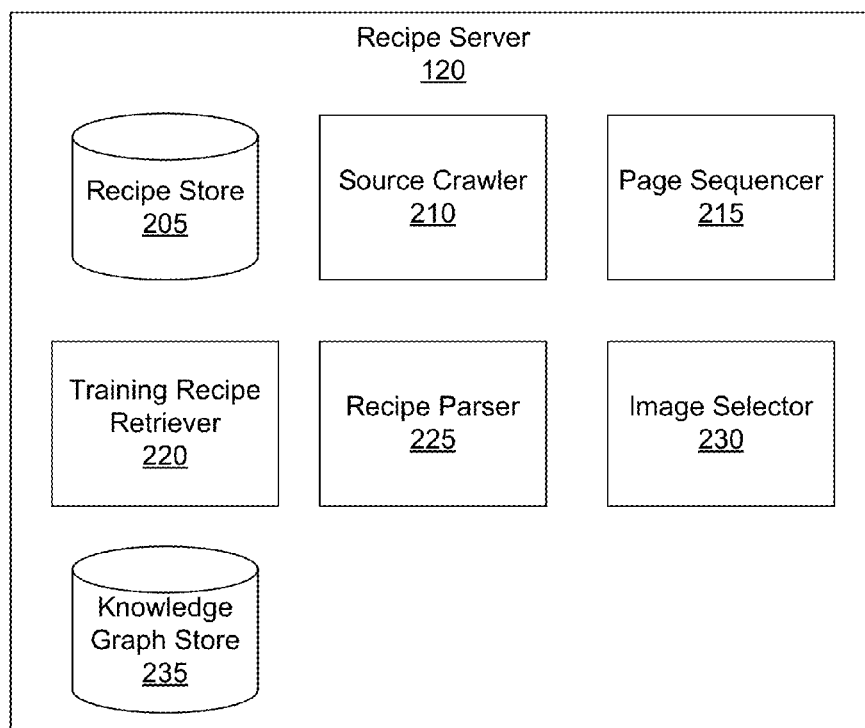 Recipe Server
120
Recipe Store
205
Source Crawler
210
Page Sequencer
215
Training Recipe
Retriever
220
Recipe Parser
225
Image Selector
230
Knowledge
Graph Store
235